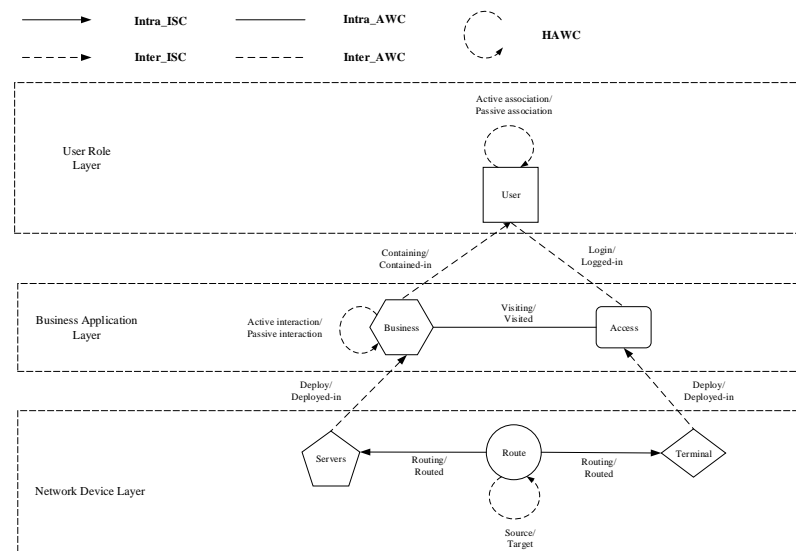 Intra_ISC
Intra_AWC
HAWC
Inter_ISC
Inter_AWC
Active association/
Passive association
User Role
Layer
User
Containing/
Contained-in
Login/
Logged-in
Business Application
Layer
Active interaction/
Passive interaction
Business
Visiting/
Visited
Access
Deploy/
Deployed-in
Deploy/
Deployed-in
Network Device Layer
Servers
Routing/
Routed
Route
Routing/
Routed
Terminal
Source/
Target